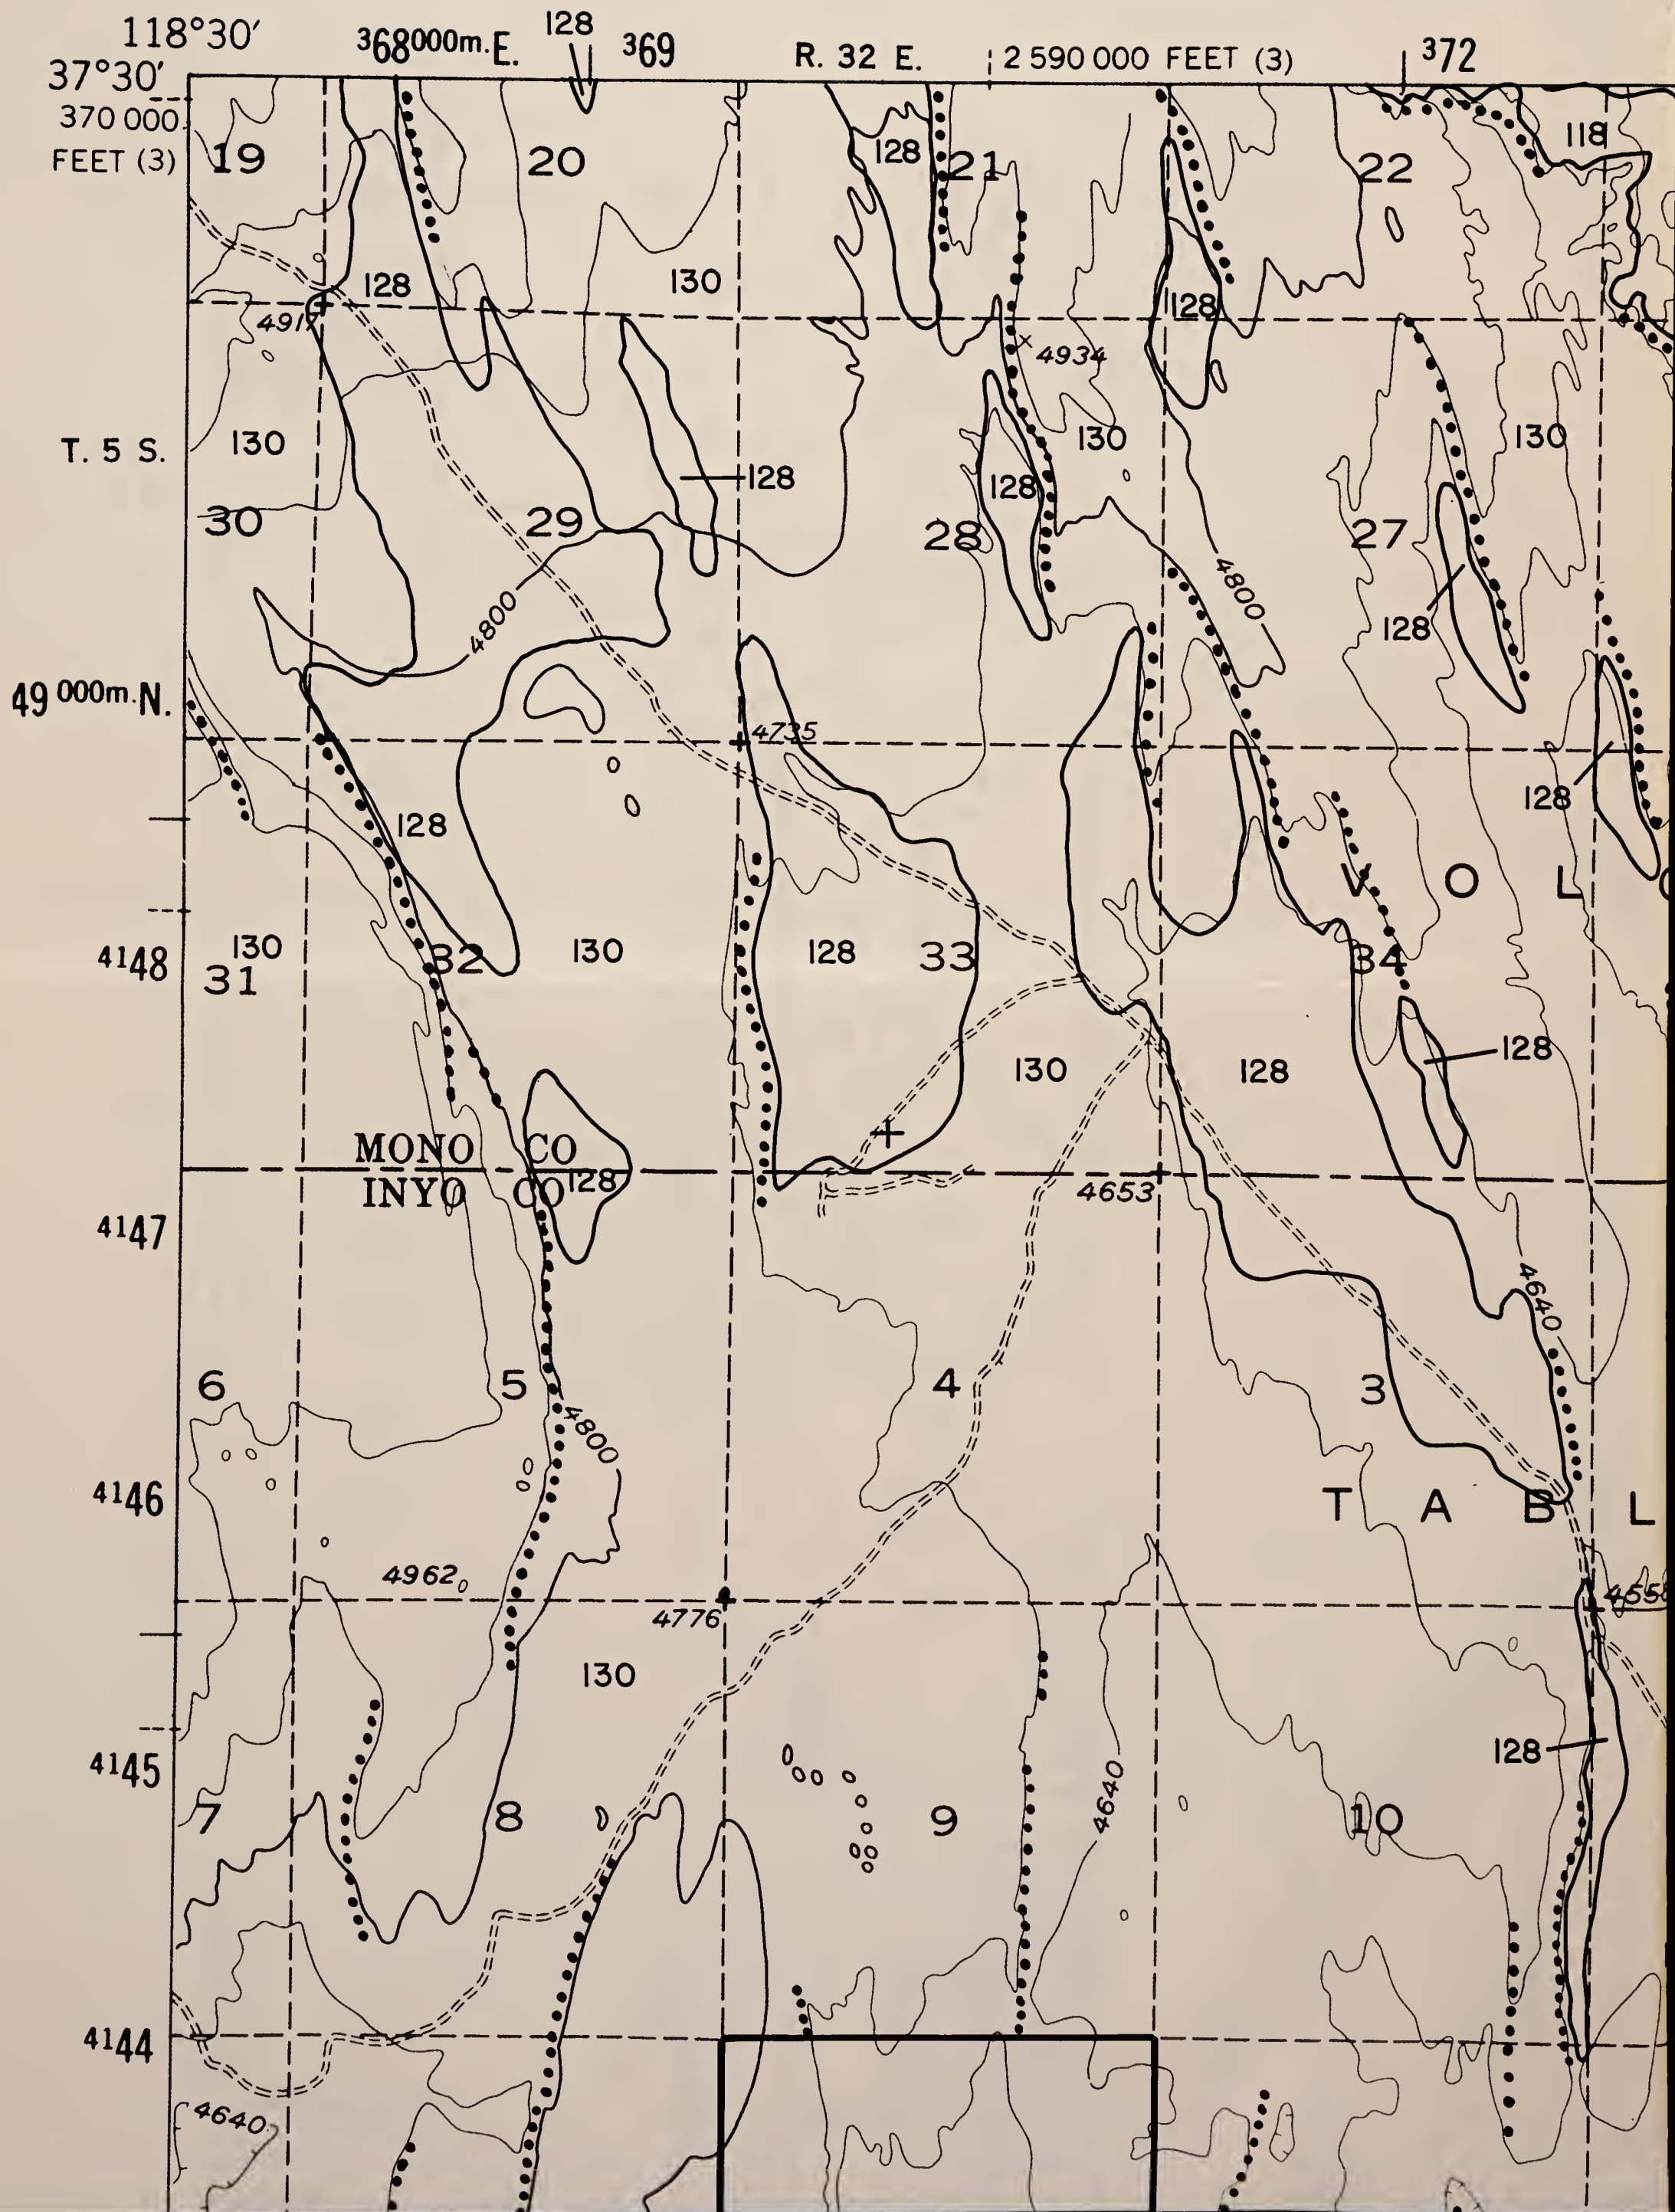 118°30′ 368000m.E. 128 369 R. 32 E. 2 590 000 FEET (3) 372
37°30′
370 000
FEET (3)
19 20 128 21 22 118
128 130 128
4917 4934
T. 5 S. 130 128 130 130
128
30 29 28 27
4800 4800
128
49 000m.N.
4735
128 128
V O L
4148 130 31 32 130 128 33 34
130 128 128
MONO CO
INYO CO 128
4653
4147
4640
6 5 4 3
4800
4146
T A B L
4962
4776
130
128
4145
7 8 9 4640 10
4144
4640